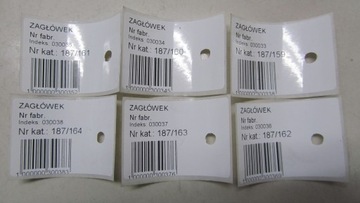 ZAGŁÓWEK
Nr fabr.
Nr kat.: 187/161
ZAGŁÓWEK
Nr fabr.
Indeks: 030034
Nr kat.: 187/160
ZAGŁÓWEK
Nr fabr.
Indeks: 030033
Nr kat.: 187/159
ZAGŁÓWEK
Nr fabr.
Indeks: 030038
Nr kat.: 187/164
ZAGŁÓWEK
Nr fabr.
Indeks: 030037
Nr kat.: 187/163
ZAGŁÓWEK
Nr fabr.
Indeks: 030036
Nr kat.: 187/162